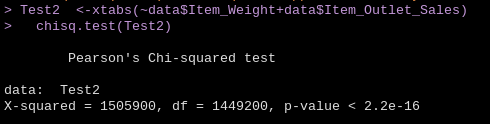 > Test2  <-xtabs(~data$Item_Weight+data$Item_Outlet_Sales)
>   chisq.test(Test2)
        Pearson's Chi-squared test
data:  Test2
X-squared = 1505900, df = 1449200, p-value < 2.2e-16